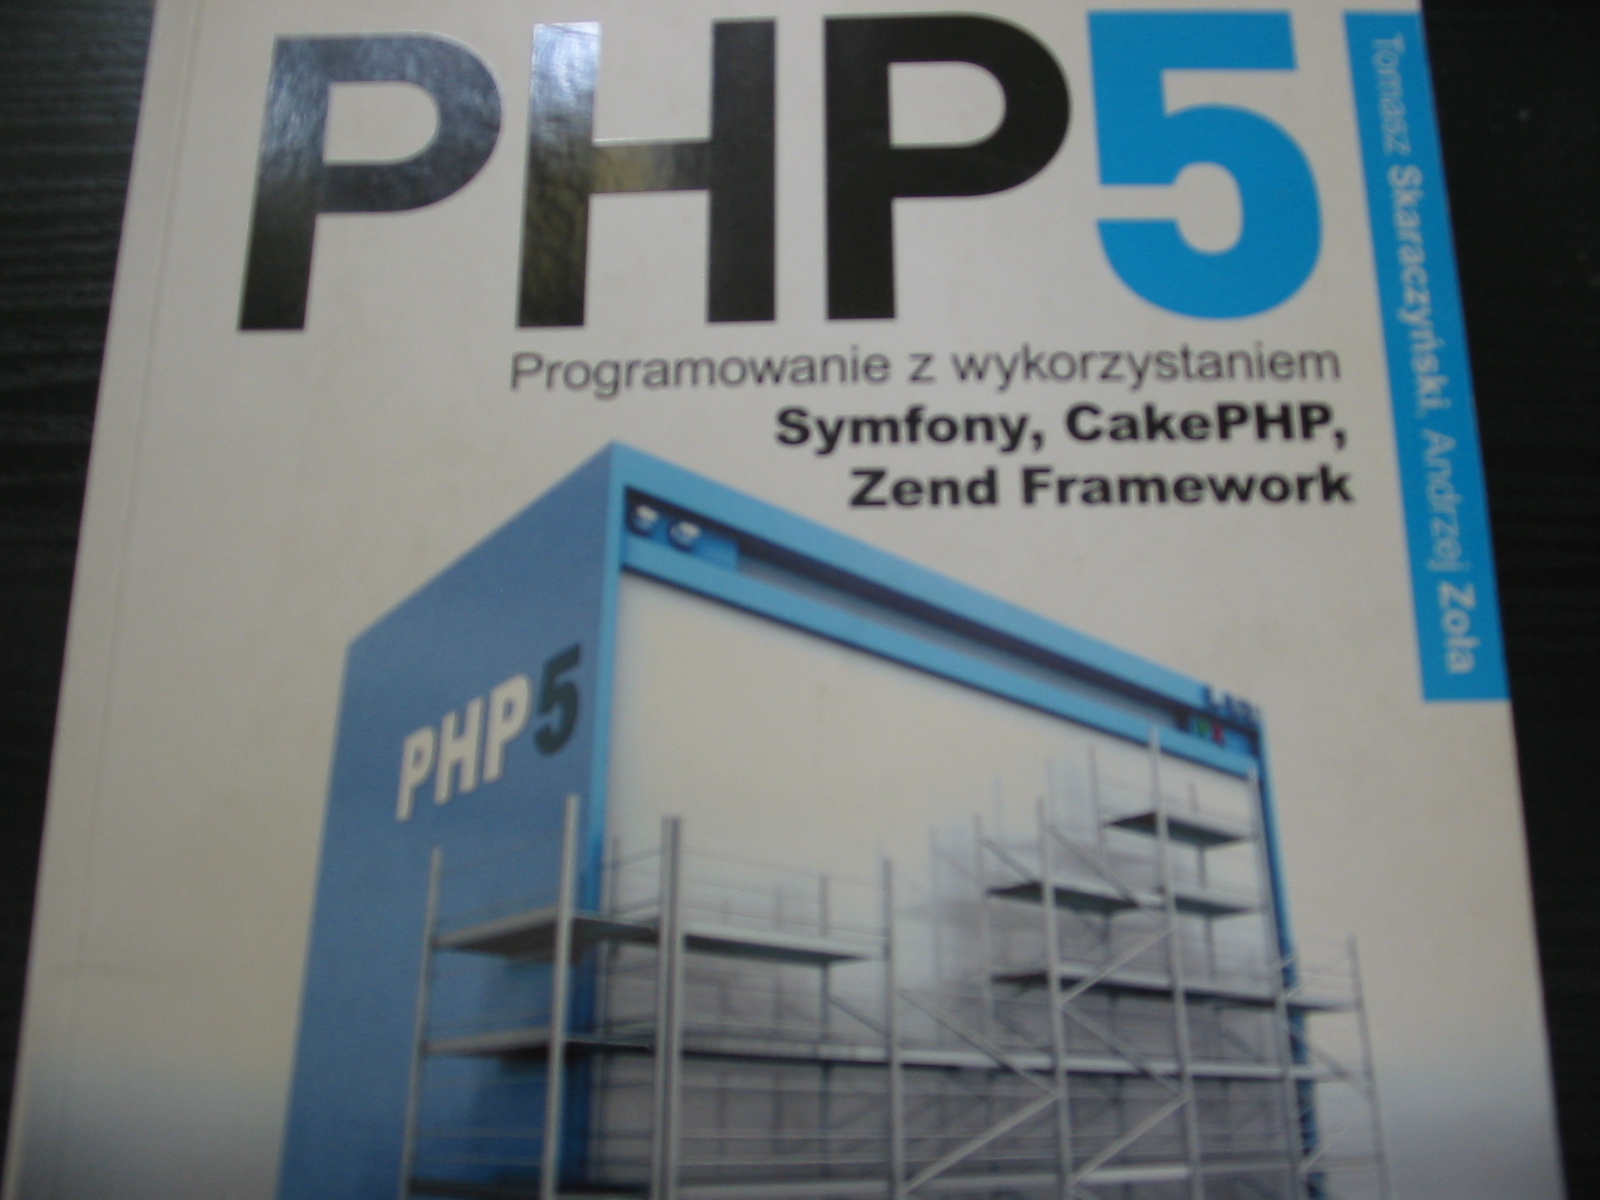 PHP5
Tomasz Skaraczyński, Andrzej Zoła
Programowanie z wykorzystaniem
Symfony, CakePHP,
Zend Framework
PHP5